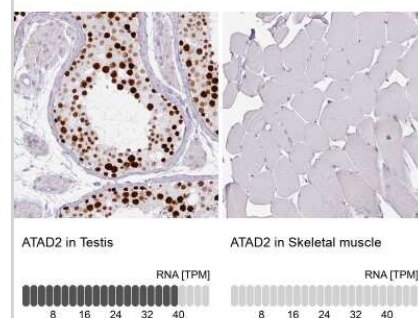 ATAD2 in Testis
RNA [TPM]
8 16 24 32 40
ATAD2 in Skeletal muscle
RNA [TPM]
8 16 24 32 40